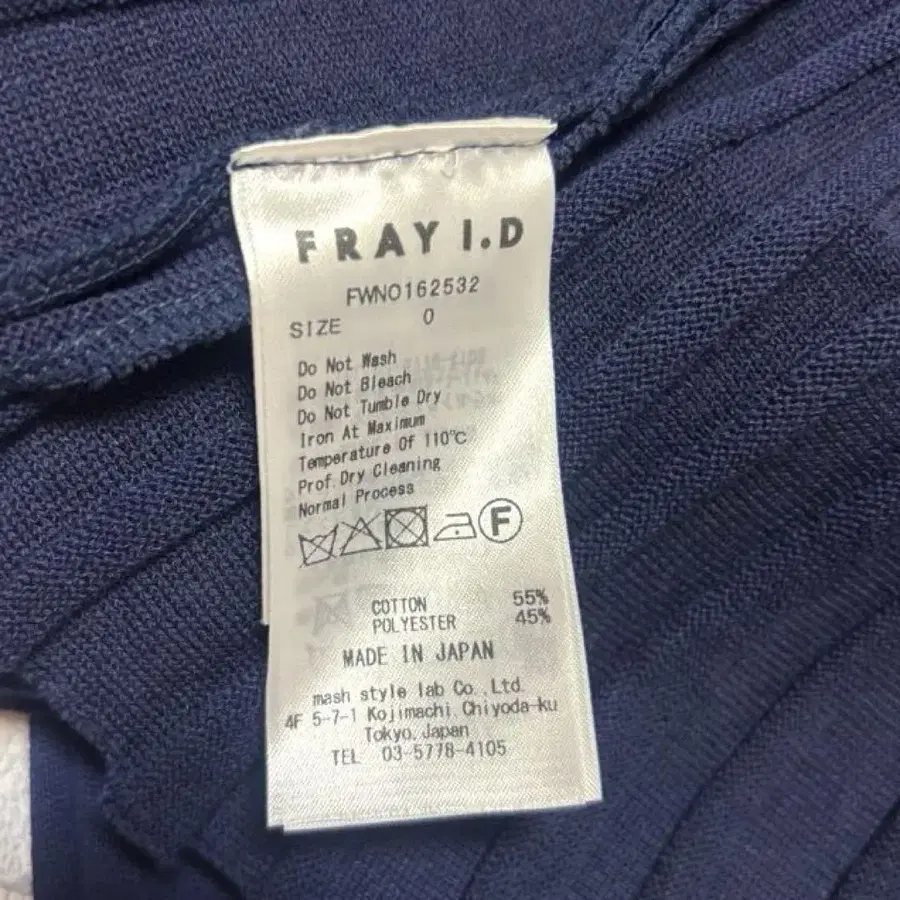 FRAY I.D
FWNO162532
SIZE 0
Do Not Wash
Do Not Bleach
Do Not Tumble Dry
Iron At Maximum
Temperature Of 110℃
Prof.Dry Cleaning
Normal Process
F
COTTON 55%
POLYESTER 45%
MADE IN JAPAN
mash style lab Co.,Ltd.
4F 5-7-1 Kojimachi,Chiyoda-ku
Tokyo,Japan
TEL 03-5778-4105